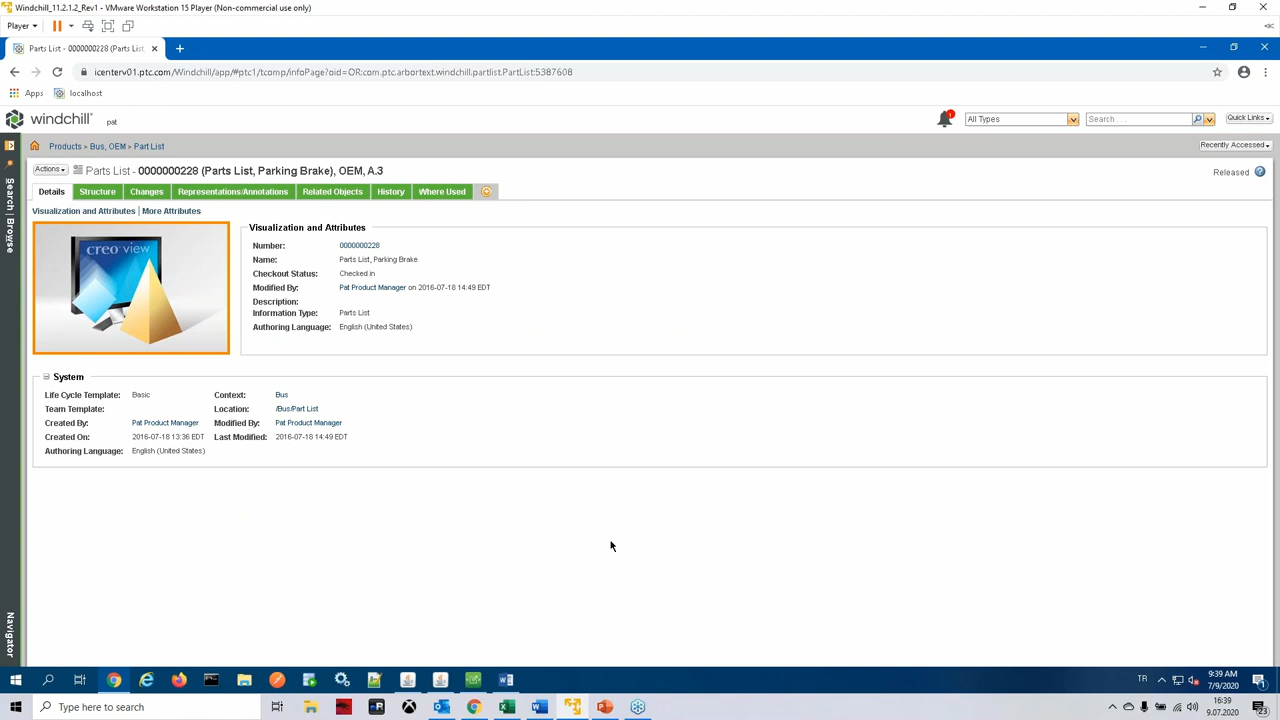 Windchill_11.2.1.2_Rev1 - VMware Workstation 15 Player (Non-commercial use only)
Player
Parts List - 0000000228 (Parts List,
icenterv01.ptc.com/Windchill/app/#ptc1/tcomp/infoPage?oid=OR:com.ptc.arbortext.windchill.partlist.PartList:5387608
Apps localhost
windchill pat All Types Search . . . Quick Links
Products > Bus, OEM > Part List Recently Accessed
Actions Parts List - 0000000228 (Parts List, Parking Brake), OEM, A.3 Released
Details Structure Changes Representations/Annotations Related Objects History Where Used
Visualization and Attributes | More Attributes
creo view
Visualization and Attributes
Number: 0000000228
Name: Parts List, Parking Brake
Checkout Status: Checked in
Modified By: Pat Product Manager on 2016-07-18 14:49 EDT
Description:
Information Type: Parts List
Authoring Language: English (United States)
System
Life Cycle Template: Basic Context: Bus
Team Template: Location: /Bus/Part List
Created By: Pat Product Manager Modified By: Pat Product Manager
Created On: 2016-07-18 13:36 EDT Last Modified: 2016-07-18 14:49 EDT
Authoring Language: English (United States)
Search | Browse
Navigator
TR 9:39 AM
7/9/2020
1
Type here to search
16:39
9.07.2020
23